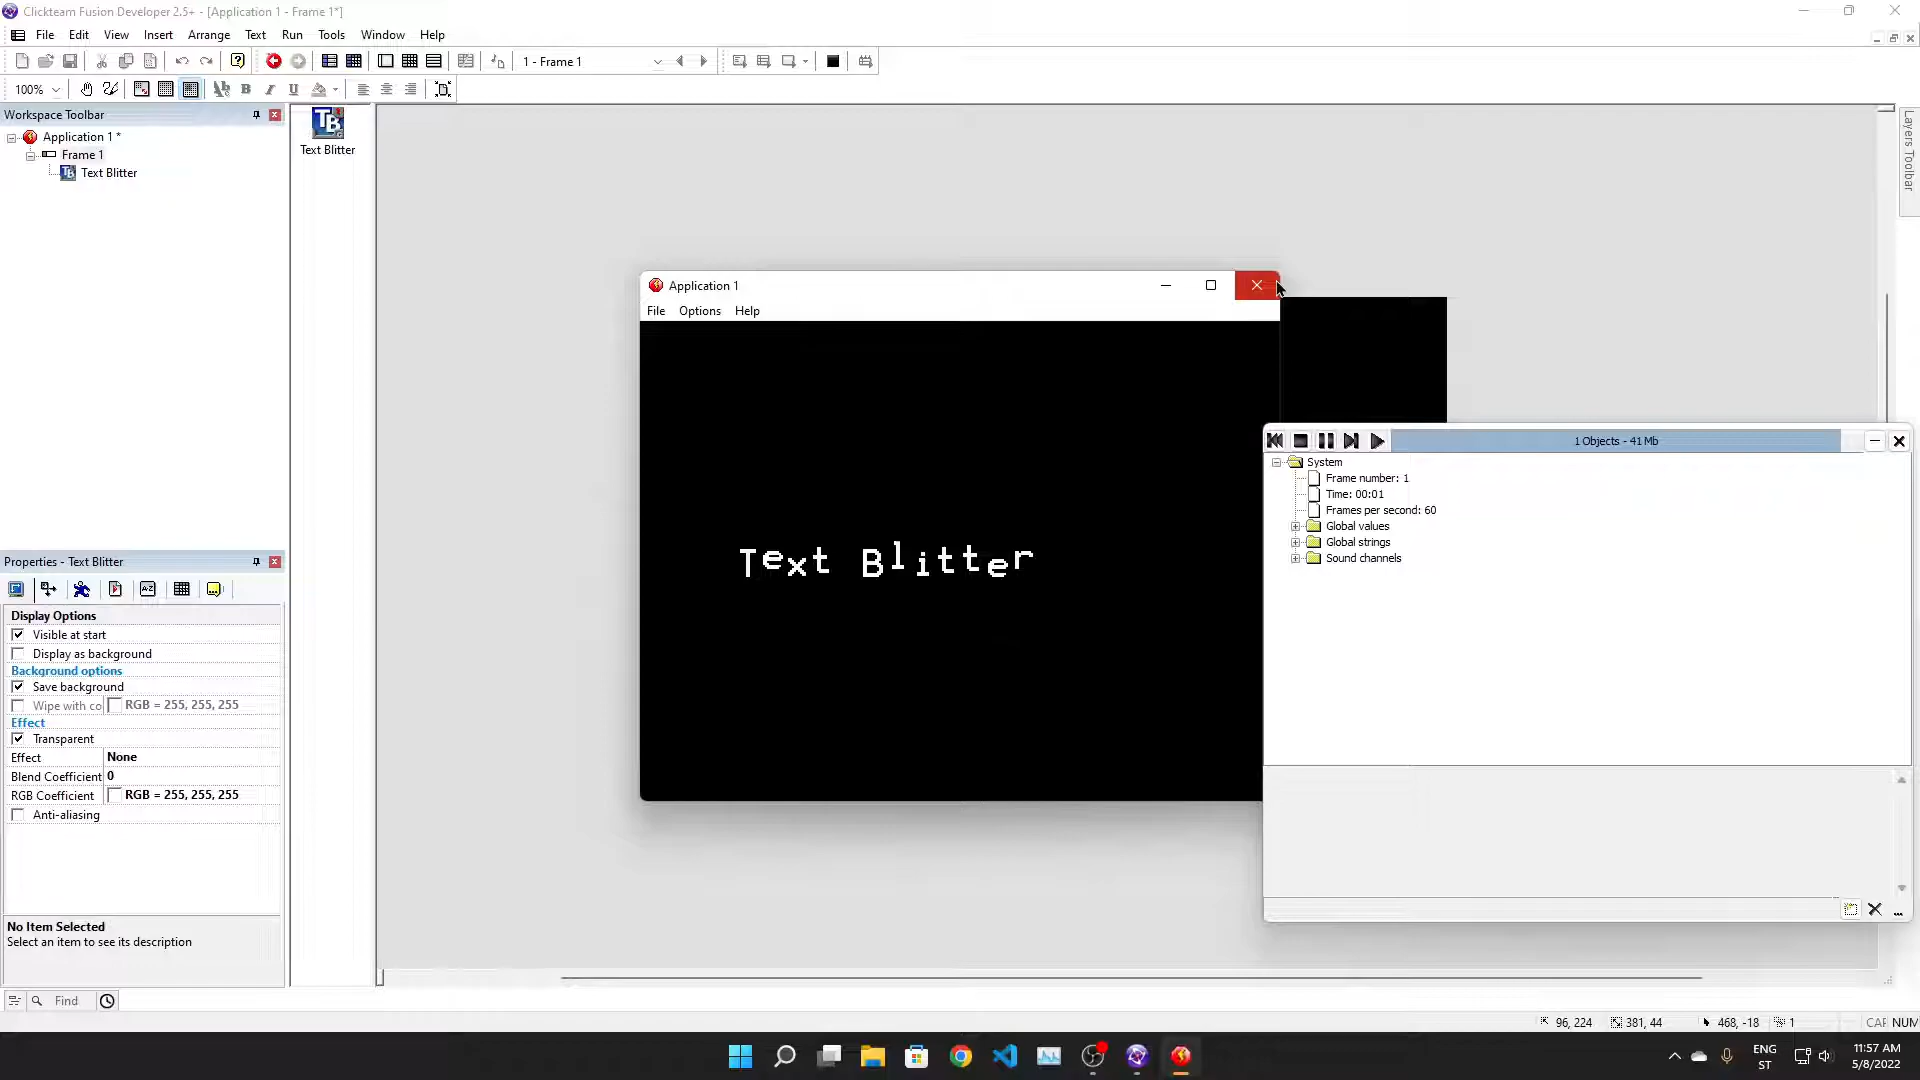 Clickteam Fusion Developer 2.5+ - [Application 1 - Frame 1*]
File Edit View Insert Arrange Text Run Tools Window Help
1 - Frame 1
100%
Workspace Toolbar
Application 1 *
Frame 1
Text Blitter
Text Blitter
Layers Toolbar
Application 1
File Options Help
Text Blitter
1 Objects - 41 Mb
System
Frame number: 1
Time: 00:01
Frames per second: 60
Global values
Global strings
Sound channels
Properties - Text Blitter
Display Options
Visible at start
Display as background
Background options
Save background
Wipe with co RGB = 255, 255, 255
Effect
Transparent
Effect None
Blend Coefficient 0
RGB Coefficient RGB = 255, 255, 255
Anti-aliasing
No Item Selected
Select an item to see its description
Find
96, 224 381, 44 468, -18 1 CAP NUM
ENG
ST
11:57 AM
5/8/2022